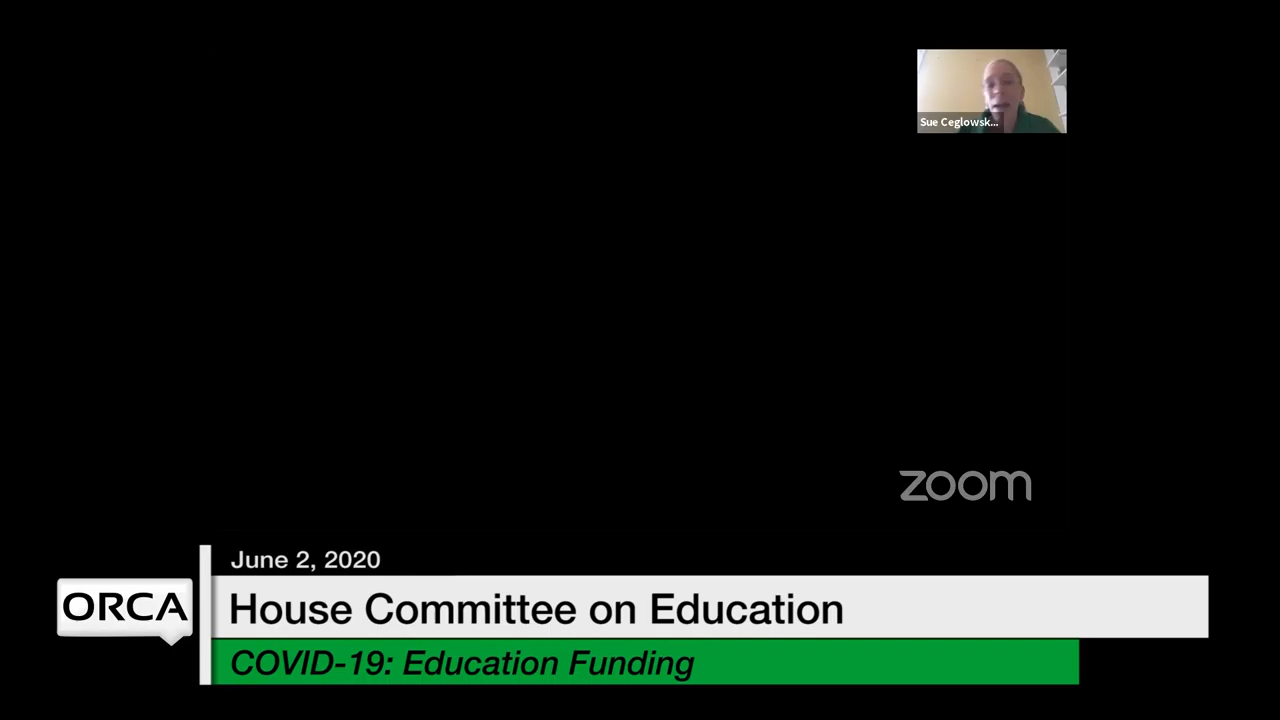 Sue Ceglowsk...
zoom
June 2, 2020
ORCA
House Committee on Education
COVID-19: Education Funding